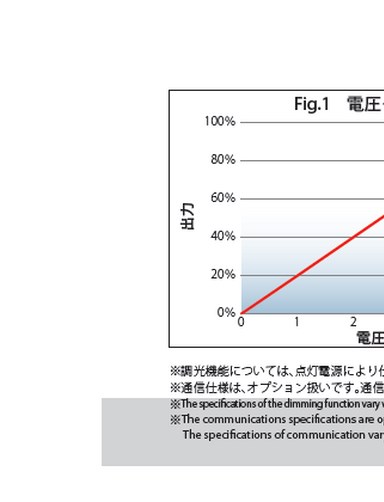 Fig.1 電圧
100%
80%
60%
出力
40%
20%
0%
0 1 2
電圧
※調光機能については、点灯電源により
※通信仕様は、オプション扱いです。通信
※The specifications of the dimming function vary
※The communications specifications are
The specifications of communication